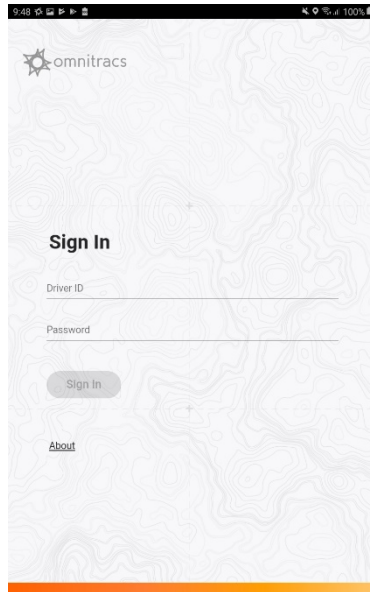 9:48 100%
omnitracs
Sign In
Driver ID
Password
Sign In
About